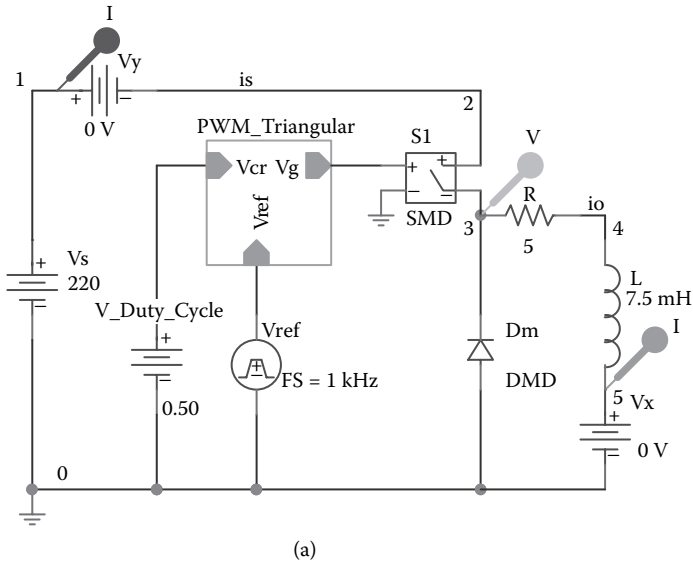 I
Vy
1
+
−
0 V
is
2
PWM_Triangular
S1
Vcr
Vg
Vref
+
+
−
−
SMD
V
R
5
3
io
4
Vs
+
220
−
V_Duty_Cycle
+
−
0.50
Vref
+
−
FS = 1 kHz
Dm
DMD
L
7.5 mH
I
5
Vx
+
0 V
−
0
(a)